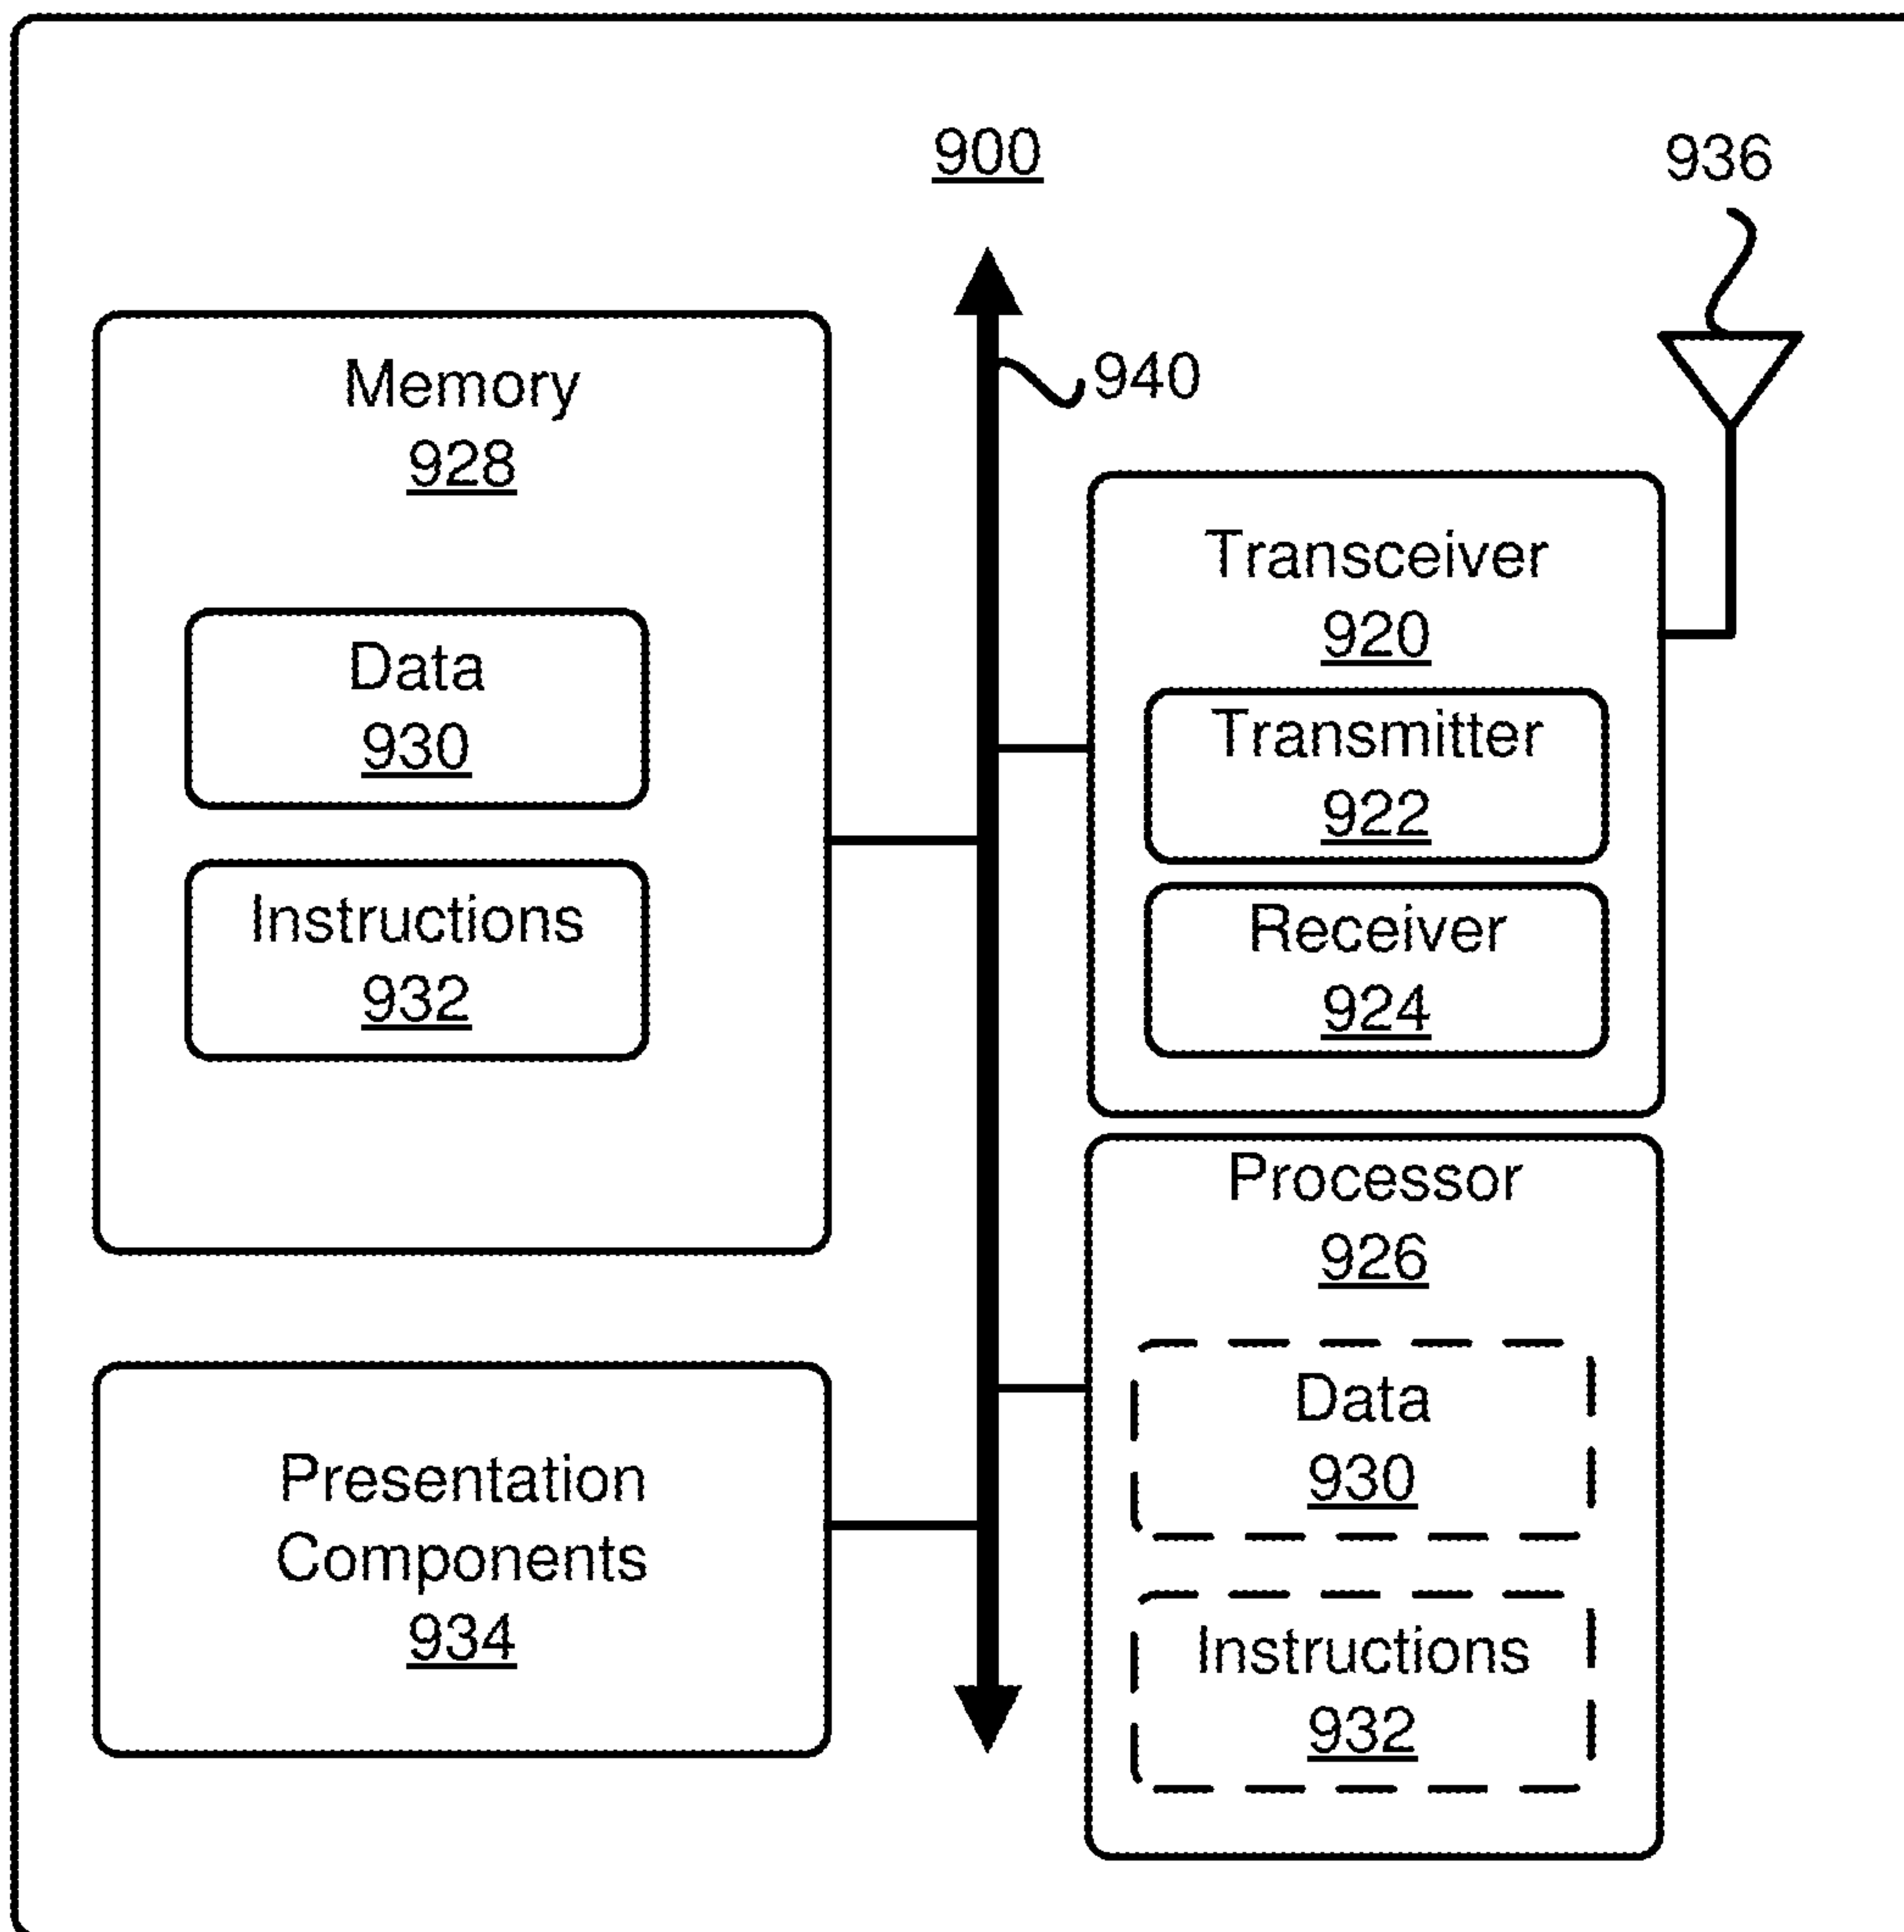 900
936
940
Memory
928
Data
930
Instructions
932
Transceiver
920
Transmitter
922
Receiver
924
Presentation
Components
934
Processor
926
Data
930
Instructions
932